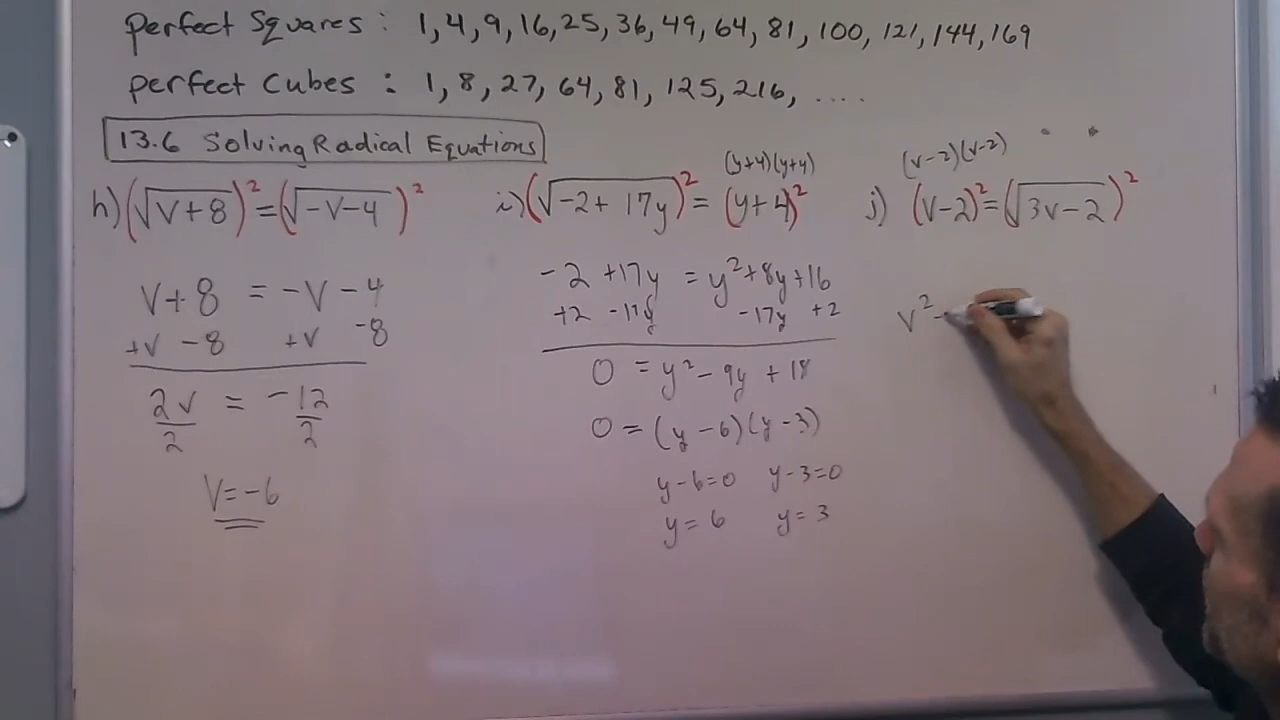 perfect Squares : 1, 4, 9, 16, 25, 36, 49, 64, 81, 100, 121, 144, 169
perfect Cubes : 1, 8, 27, 64, 81, 125, 216, ....
13.6 Solving Radical Equations
h) (√V+8)² = (√-V-4)²
V+8 = -V-4
+V -8 +V -8
2V = -12
2 2
V = -6
i) (√-2+17y)² = (y+4)²
(y+4)(y+4)
-2 +17y = y²+8y+16
+2 -17y -17y +2
0 = y² - 9y + 18
0 = (y-6)(y-3)
y-6=0 y-3=0
y = 6 y = 3
(V-2)(V-2)
j) (V-2)² = (√3V-2)²
V² -